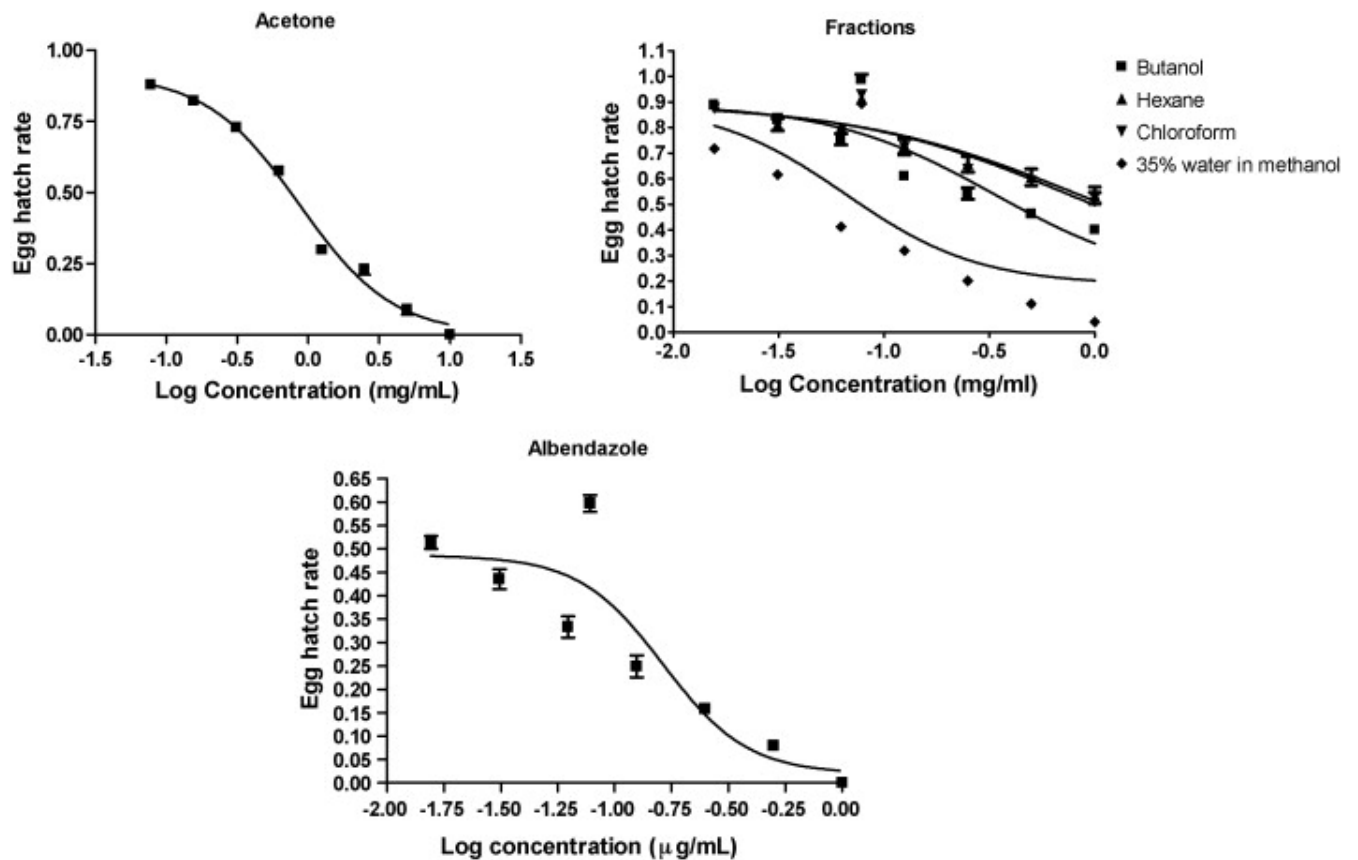 Acetone
1.00
0.75
0.50
0.25
0.00
Egg hatch rate
-1.5 -1.0 -0.5 0.0 0.5 1.0 1.5
Log Concentration (mg/mL)
Fractions
1.1
1.0
0.9
0.8
0.7
0.6
0.5
0.4
0.3
0.2
0.1
0.0
Egg hatch rate
-2.0 -1.5 -1.0 -0.5 0.0
Log Concentration (mg/ml)
Butanol
Hexane
Chloroform
35% water in methanol
Albendazole
0.65
0.60
0.55
0.50
0.45
0.40
0.35
0.30
0.25
0.20
0.15
0.10
0.05
0.00
Egg hatch rate
-2.00 -1.75 -1.50 -1.25 -1.00 -0.75 -0.50 -0.25 0.00
Log concentration (μg/mL)